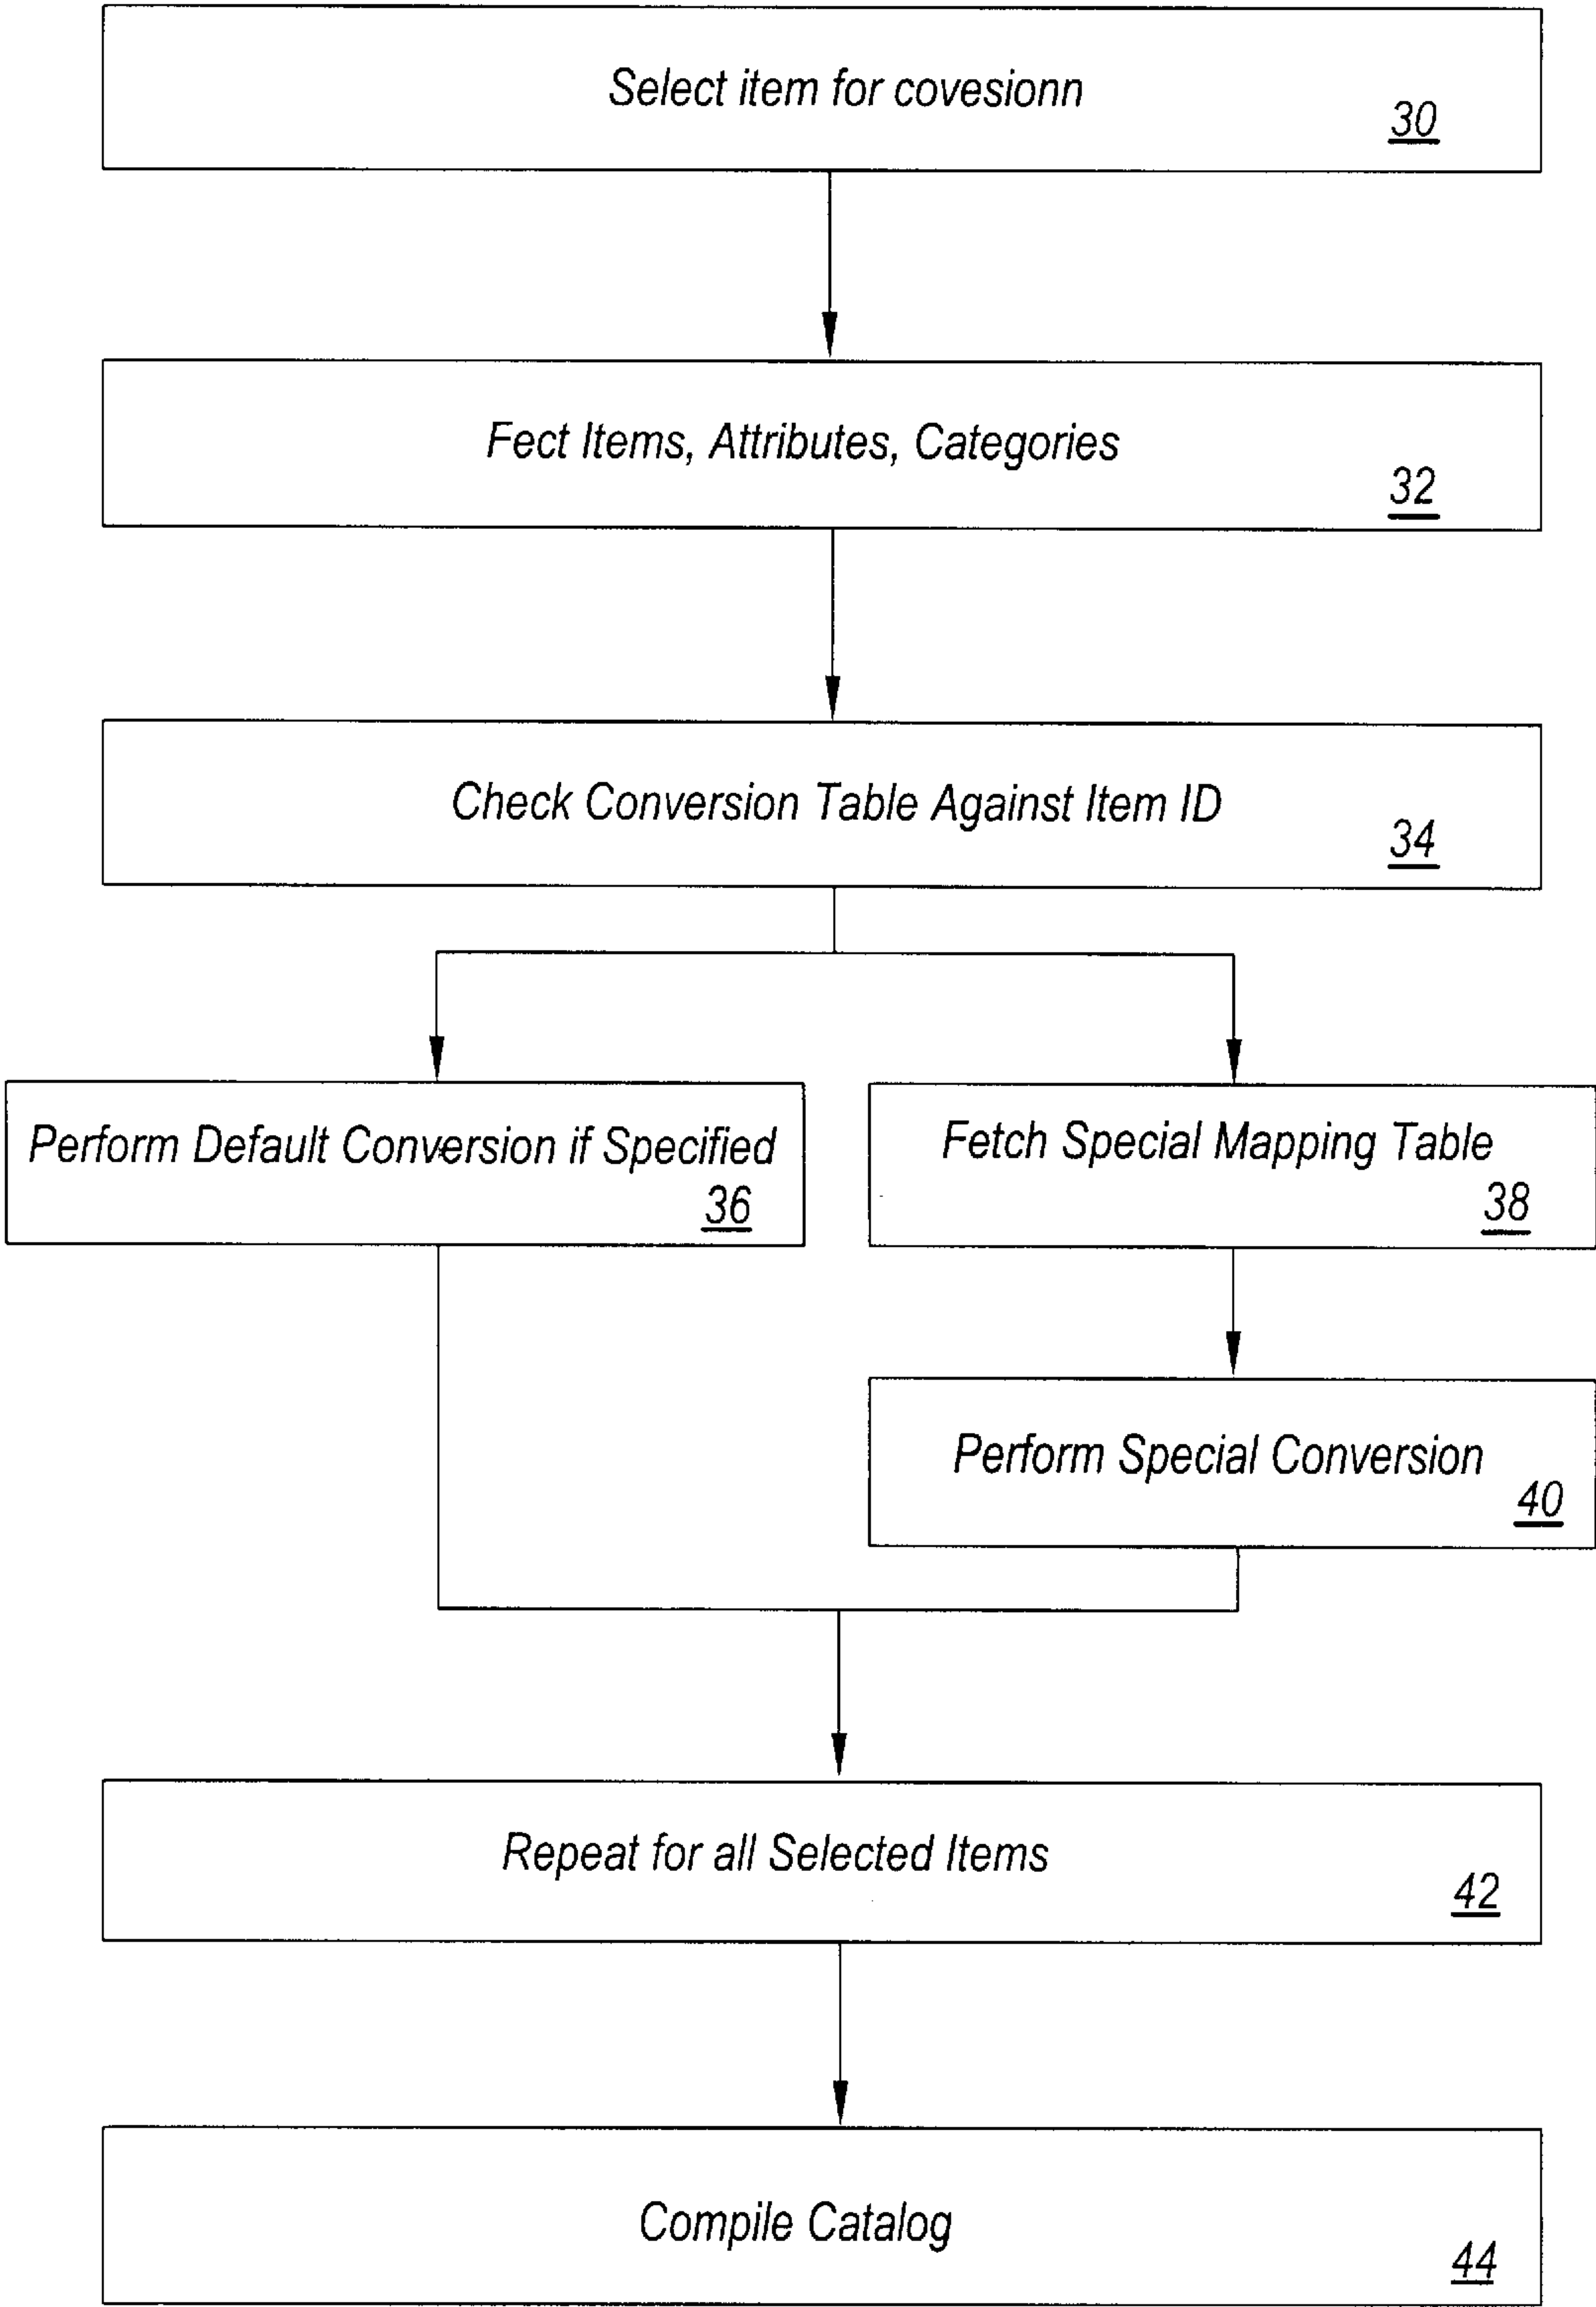 Select item for covesionn
30
Fect Items, Attributes, Categories
32
Check Conversion Table Against Item ID
34
Perform Default Conversion if Specified
36
Fetch Special Mapping Table
38
Perform Special Conversion
40
Repeat for all Selected Items
42
Compile Catalog
44